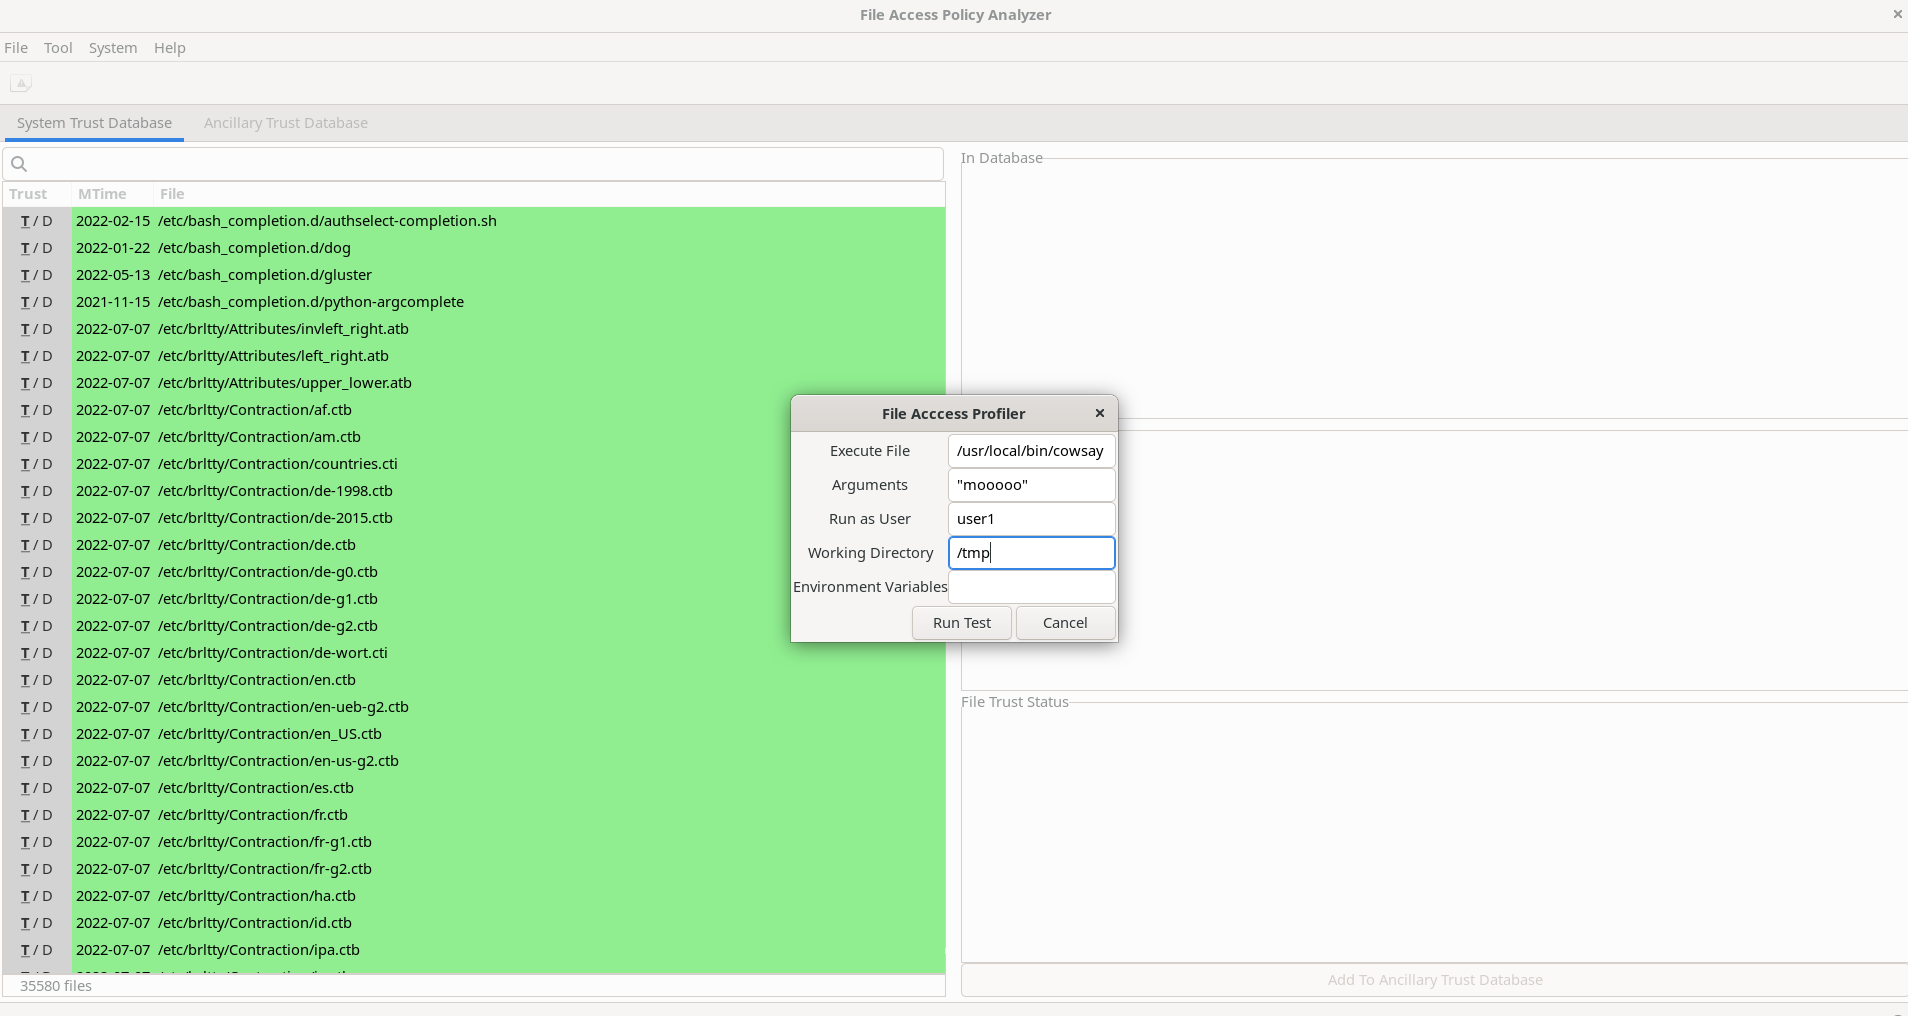 File Access Policy Analyzer
File Tool System Help
System Trust Database Ancillary Trust Database
Trust MTime File
T / D 2022-02-15 /etc/bash_completion.d/authselect-completion.sh
T / D 2022-01-22 /etc/bash_completion.d/dog
T / D 2022-05-13 /etc/bash_completion.d/gluster
T / D 2021-11-15 /etc/bash_completion.d/python-argcomplete
T / D 2022-07-07 /etc/brltty/Attributes/invleft_right.atb
T / D 2022-07-07 /etc/brltty/Attributes/left_right.atb
T / D 2022-07-07 /etc/brltty/Attributes/upper_lower.atb
T / D 2022-07-07 /etc/brltty/Contraction/af.ctb
T / D 2022-07-07 /etc/brltty/Contraction/am.ctb
T / D 2022-07-07 /etc/brltty/Contraction/countries.cti
T / D 2022-07-07 /etc/brltty/Contraction/de-1998.ctb
T / D 2022-07-07 /etc/brltty/Contraction/de-2015.ctb
T / D 2022-07-07 /etc/brltty/Contraction/de.ctb
T / D 2022-07-07 /etc/brltty/Contraction/de-g0.ctb
T / D 2022-07-07 /etc/brltty/Contraction/de-g1.ctb
T / D 2022-07-07 /etc/brltty/Contraction/de-g2.ctb
T / D 2022-07-07 /etc/brltty/Contraction/de-wort.cti
T / D 2022-07-07 /etc/brltty/Contraction/en.ctb
T / D 2022-07-07 /etc/brltty/Contraction/en-ueb-g2.ctb
T / D 2022-07-07 /etc/brltty/Contraction/en_US.ctb
T / D 2022-07-07 /etc/brltty/Contraction/en-us-g2.ctb
T / D 2022-07-07 /etc/brltty/Contraction/es.ctb
T / D 2022-07-07 /etc/brltty/Contraction/fr.ctb
T / D 2022-07-07 /etc/brltty/Contraction/fr-g1.ctb
T / D 2022-07-07 /etc/brltty/Contraction/fr-g2.ctb
T / D 2022-07-07 /etc/brltty/Contraction/ha.ctb
T / D 2022-07-07 /etc/brltty/Contraction/id.ctb
T / D 2022-07-07 /etc/brltty/Contraction/ipa.ctb
35580 files
In Database
File Acccess Profiler
Execute File /usr/local/bin/cowsay
Arguments "mooooo"
Run as User user1
Working Directory /tmp
Environment Variables
Run Test Cancel
File Trust Status
Add To Ancillary Trust Database